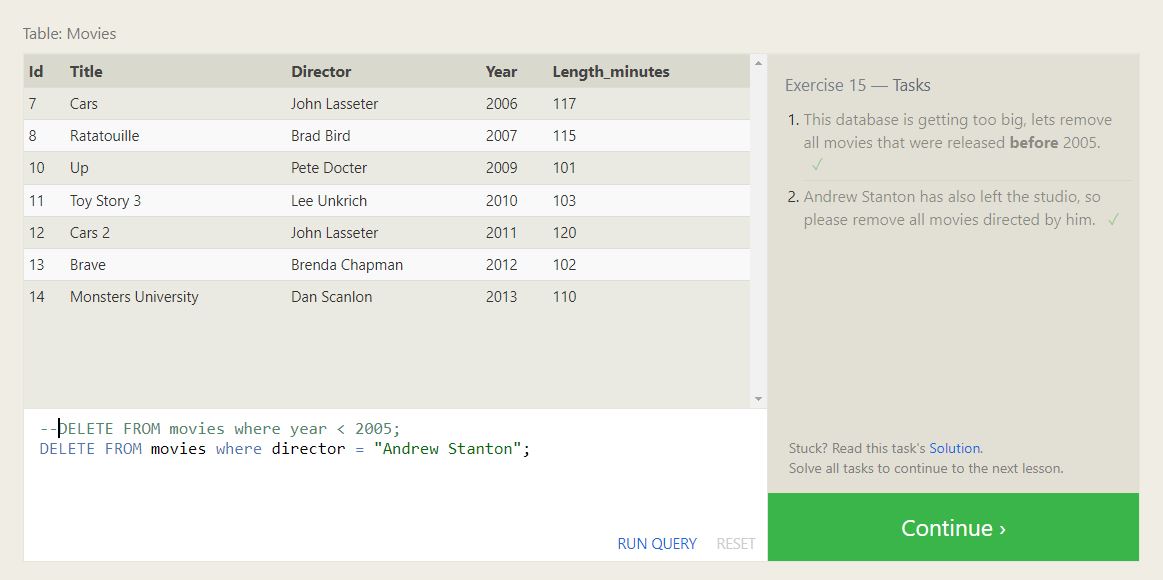 Table: Movies
Id Title Director Year Length_minutes
7 Cars John Lasseter 2006 117
8 Ratatouille Brad Bird 2007 115
10 Up Pete Docter 2009 101
11 Toy Story 3 Lee Unkrich 2010 103
12 Cars 2 John Lasseter 2011 120
13 Brave Brenda Chapman 2012 102
14 Monsters University Dan Scanlon 2013 110
--DELETE FROM movies where year < 2005;
DELETE FROM movies where director = "Andrew Stanton";
RUN QUERY RESET
Exercise 15 — Tasks
1. This database is getting too big, lets remove
all movies that were released before 2005.
✓
2. Andrew Stanton has also left the studio, so
please remove all movies directed by him. ✓
Stuck? Read this task's Solution.
Solve all tasks to continue to the next lesson.
Continue ›